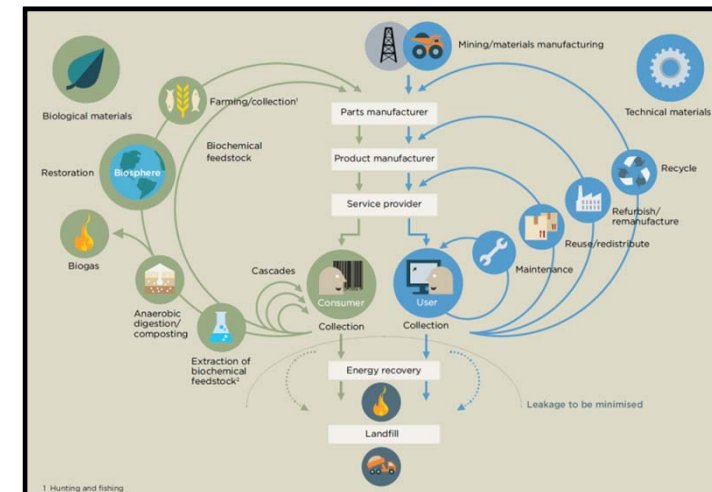 Mining/materials manufacturing
Biological materials
Farming/collection¹
Parts manufacturer
Technical materials
Biochemical
feedstock
Product manufacturer
Recycle
Restoration
Biosphere
Service provider
Refurbish/
remanufacture
Reuse/redistribute
Biogas
Cascades
Consumer
User
Maintenance
Anaerobic
digestion/
composting
Collection
Collection
Extraction of
biochemical
feedstock²
Energy recovery
Leakage to be minimised
Landfill
1 Hunting and fishing